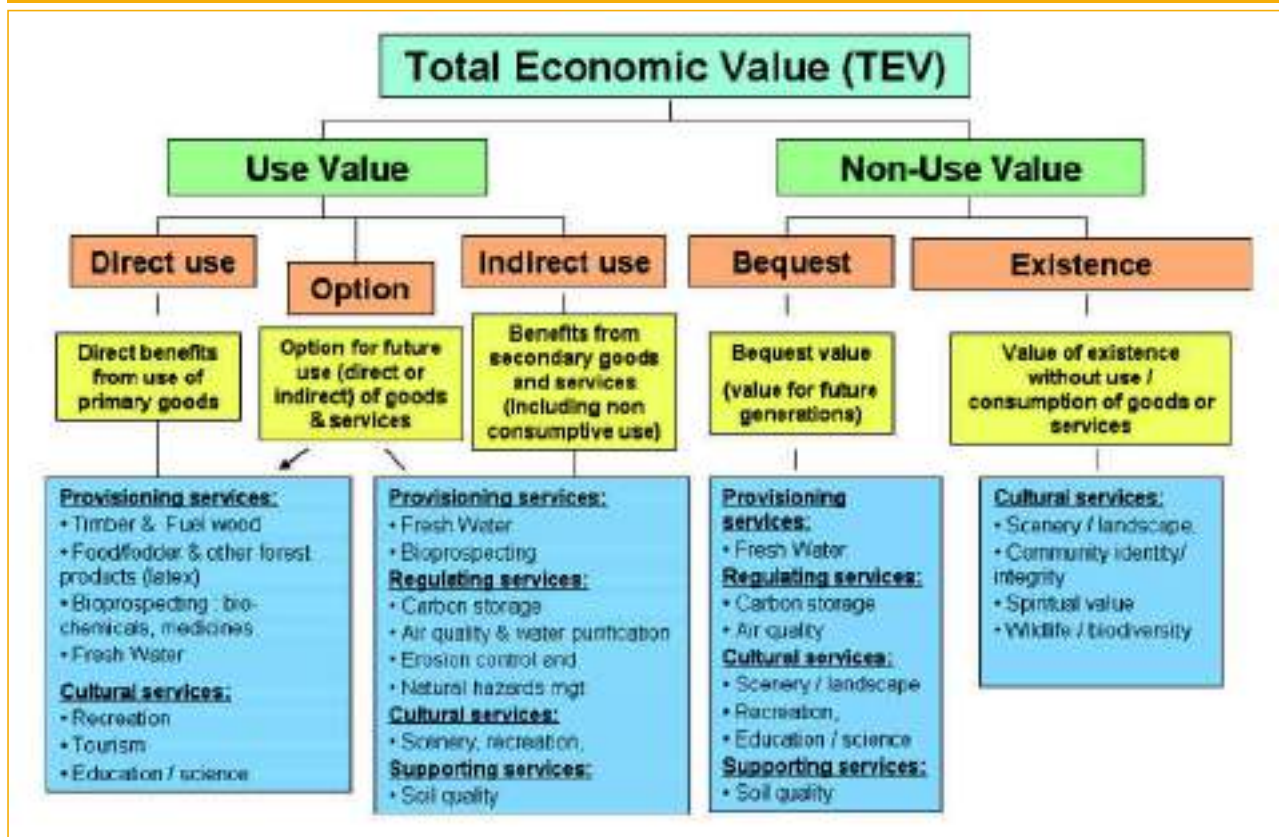 Total Economic Value (TEV)
Use Value
Non-Use Value
Direct use
Option
Indirect use
Bequest
Existence
Direct benefits
from use of
primary goods
Option for future
use (direct or
indirect) of goods
& services
Benefits from
secondary goods
and services
(Including non
consumptive use)
Bequest value
(value for future
generations)
Value of existence
without use /
consumption of goods or
services
Provisioning services:
• Timber & Fuel wood
• Food/fodder & other forest
products (latex)
• Bioprospecting : bio-
chemicals, medicines
• Fresh Water
Cultural services:
• Recreation
• Tourism
• Education / science
Provisioning services:
• Fresh Water
• Bioprospecting
Regulating services:
• Carbon storage
• Air quality & water purification
• Erosion control and
• Natural hazards mgt
Cultural services:
• Scenery, recreation,
Supporting services:
• Soil quality
Provisioning
services:
• Fresh Water
Regulating services:
• Carbon storage
• Air quality
Cultural services:
• Scenery / landscape
• Recreation,
• Education / science
Supporting services:
• Soil quality
Cultural services:
• Scenery / landscape,
• Community identity/
integrity
• Spiritual value
• Wildlife / biodiversity